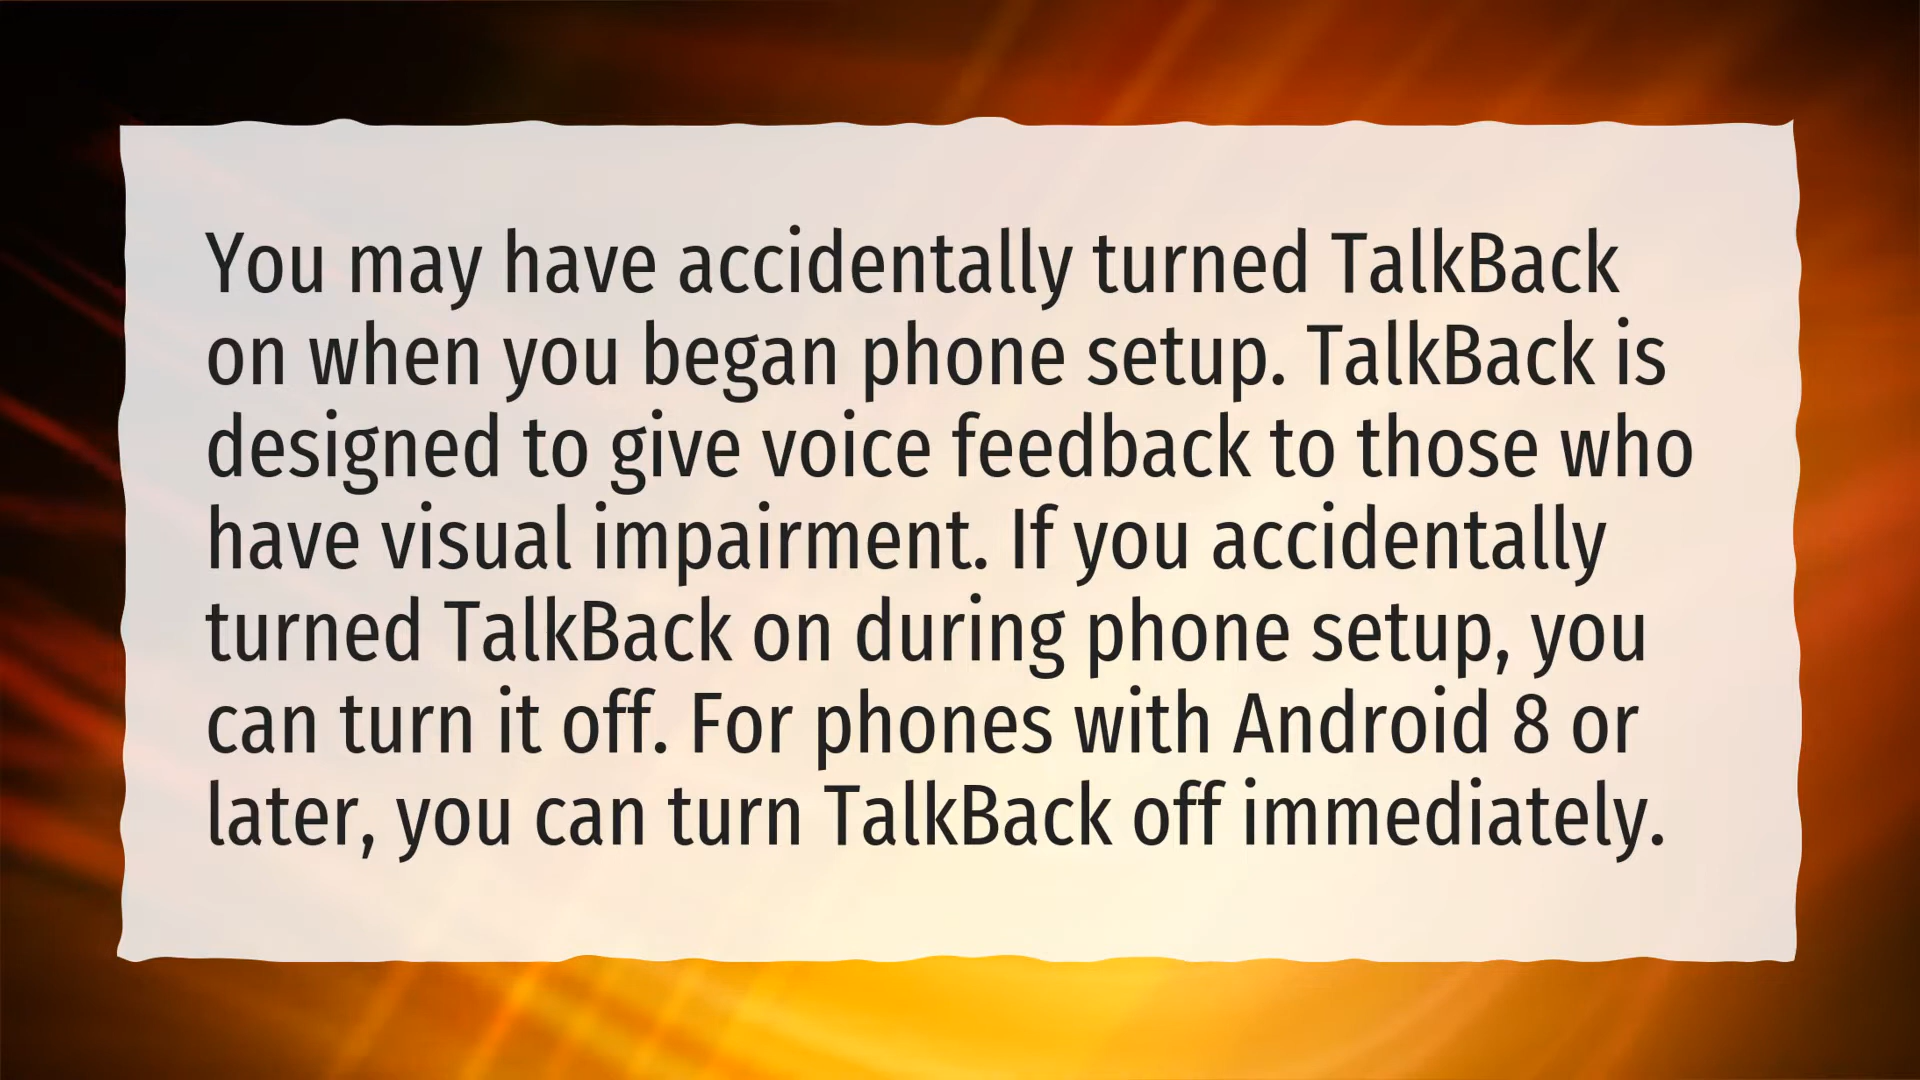 You may have accidentally turned TalkBack
on when you began phone setup. TalkBack is
designed to give voice feedback to those who
have visual impairment. If you accidentally
turned TalkBack on during phone setup, you
can turn it off. For phones with Android 8 or
later, you can turn TalkBack off immediately.